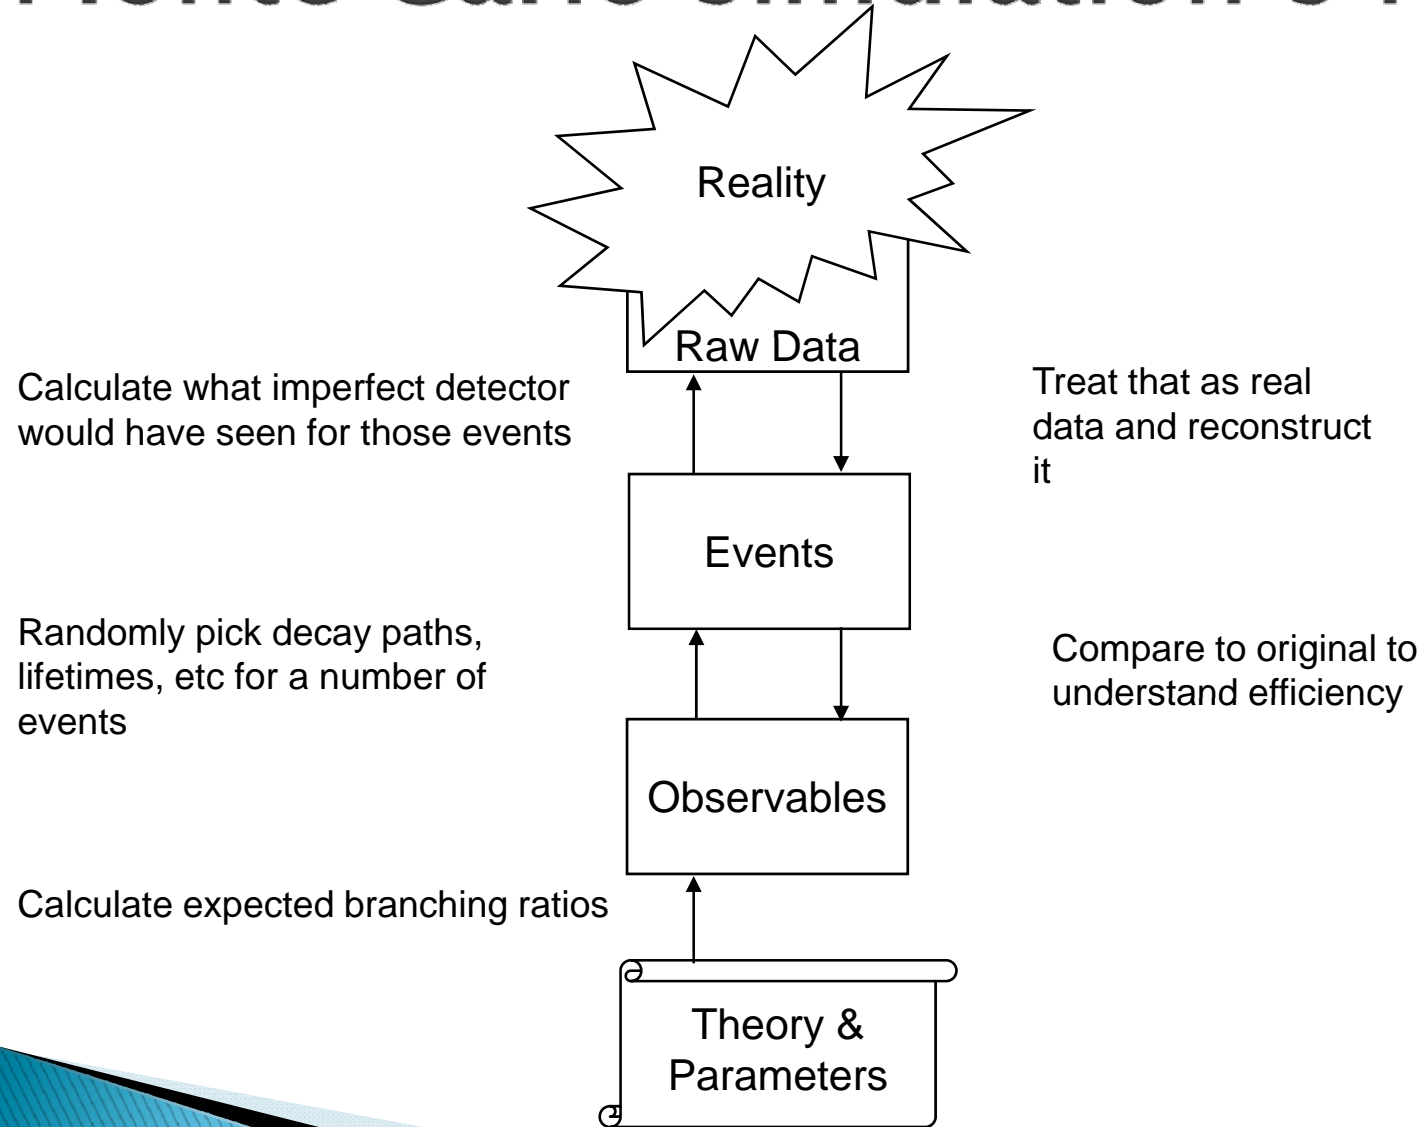 Reality
Raw Data
Calculate what imperfect detector
would have seen for those events
Treat that as real
data and reconstruct
it
Events
Randomly pick decay paths,
lifetimes, etc for a number of
events
Compare to original to
understand efficiency
Observables
Calculate expected branching ratios
Theory &
Parameters